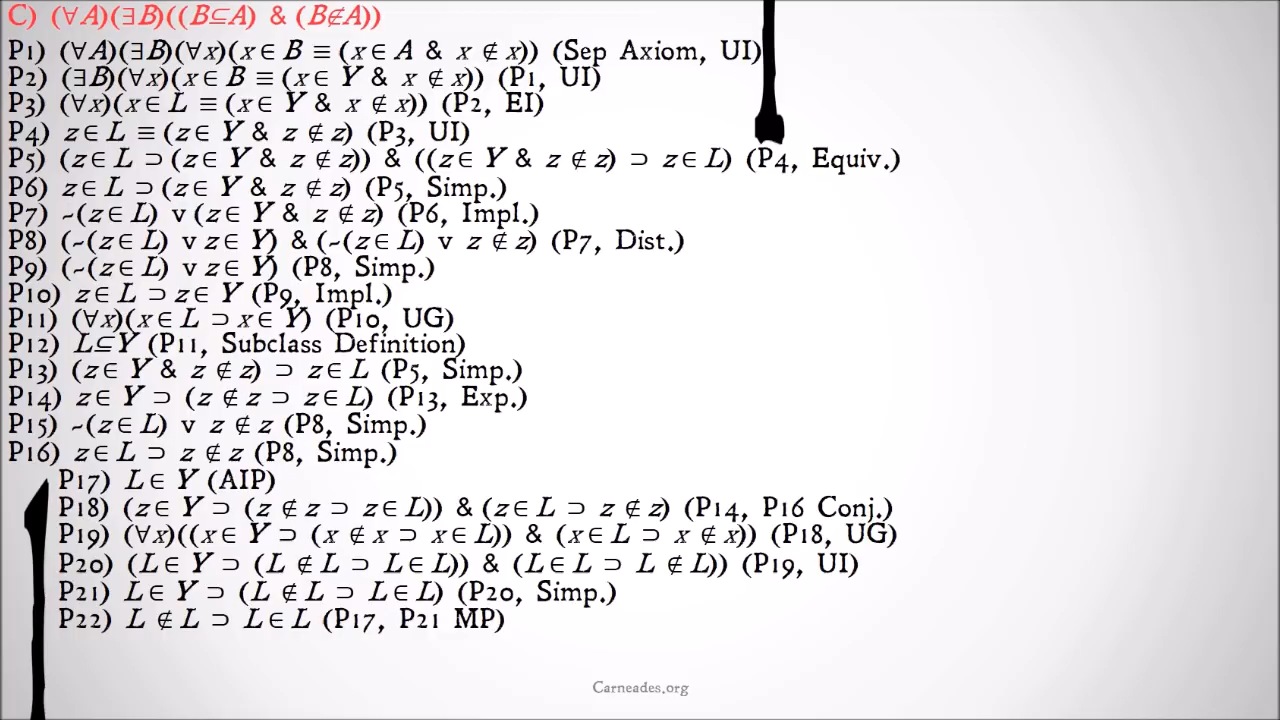 C) (∀A)(∃B)((B⊆A) & (B∉A))
P1) (∀A)(∃B)(∀x)(x∈B ≡ (x∈A & x∉x)) (Sep Axiom, UI)
P2) (∃B)(∀x)(x∈B ≡ (x∈Y & x∉x)) (P1, UI)
P3) (∀x)(x∈L ≡ (x∈Y & x∉x)) (P2, EI)
P4) z∈L ≡ (z∈Y & z∉z) (P3, UI)
P5) (z∈L ⊃ (z∈Y & z∉z)) & ((z∈Y & z∉z) ⊃ z∈L) (P4, Equiv.)
P6) z∈L ⊃ (z∈Y & z∉z) (P5, Simp.)
P7) ~(z∈L) v (z∈Y & z∉z) (P6, Impl.)
P8) (~(z∈L) v z∈Y) & (~(z∈L) v z∉z) (P7, Dist.)
P9) (~(z∈L) v z∈Y) (P8, Simp.)
P10) z∈L ⊃ z∈Y (P9, Impl.)
P11) (∀x)(x∈L ⊃ x∈Y) (P10, UG)
P12) L⊆Y (P11, Subclass Definition)
P13) (z∈Y & z∉z) ⊃ z∈L (P5, Simp.)
P14) z∈Y ⊃ (z∉z ⊃ z∈L) (P13, Exp.)
P15) ~(z∈L) v z∉z (P8, Simp.)
P16) z∈L ⊃ z∉z (P8, Simp.)
P17) L∈Y (AIP)
P18) (z∈Y ⊃ (z∉z ⊃ z∈L)) & (z∈L ⊃ z∉z) (P14, P16 Conj.)
P19) (∀x)((x∈Y ⊃ (x∉x ⊃ x∈L)) & (x∈L ⊃ x∉x)) (P18, UG)
P20) (L∈Y ⊃ (L∉L ⊃ L∈L)) & (L∈L ⊃ L∉L)) (P19, UI)
P21) L∈Y ⊃ (L∉L ⊃ L∈L) (P20, Simp.)
P22) L∉L ⊃ L∈L (P17, P21 MP)
Carneades.org